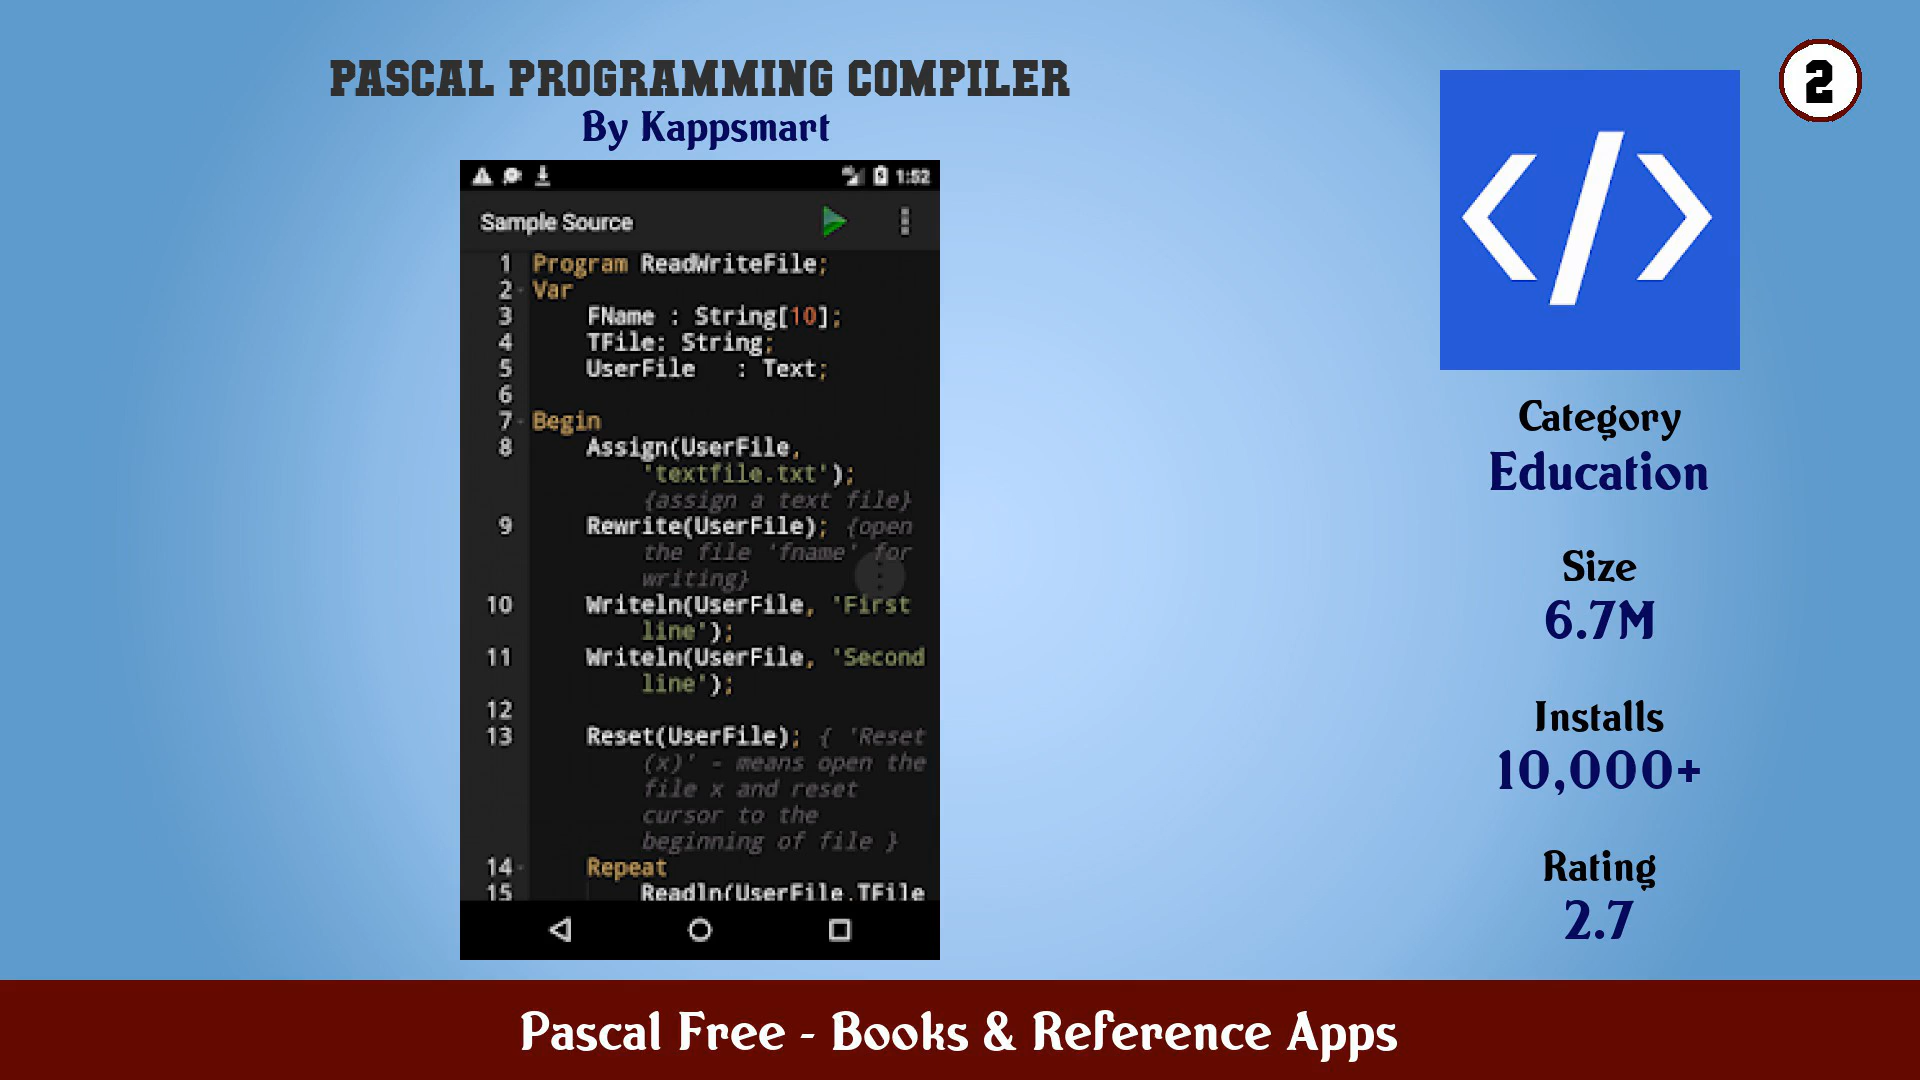 PASCAL PROGRAMMING COMPILER
By Kappsmart
2
1:52
Sample Source
1 Program ReadWriteFile;
2 Var
3 FName : String[10];
4 TFile: String;
5 UserFile : Text;
6
7 Begin
8 Assign(UserFile,
'textfile.txt');
{assign a text file}
9 Rewrite(UserFile); {open
the file 'fname' for
writing}
10 Writeln(UserFile, 'First
line');
11 Writeln(UserFile, 'Second
line');
12
13 Reset(UserFile); { 'Reset
(x)' - means open the
file x and reset
cursor to the
beginning of file }
14 Repeat
15 Readln(UserFile,TFile
Category
Education
Size
6.7M
Installs
10,000+
Rating
2.7
Pascal Free - Books & Reference Apps